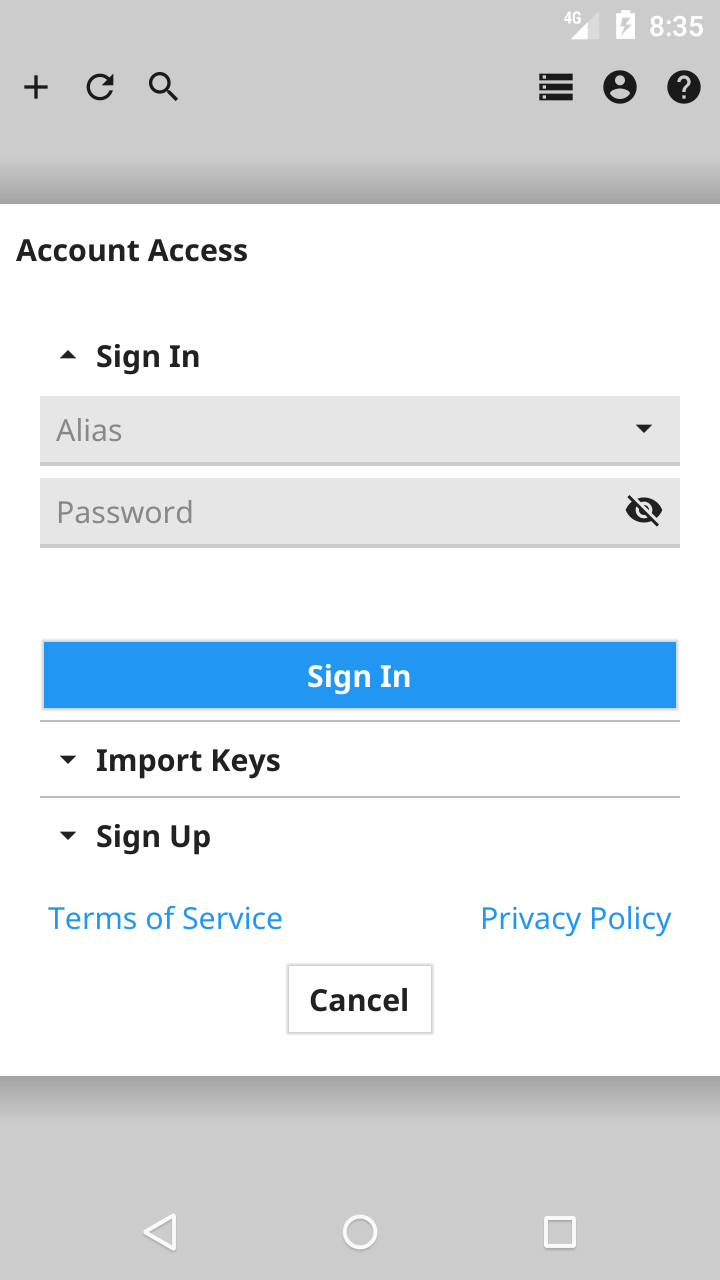 4G 8:35
Account Access
Sign In
Alias
Password
Sign In
Import Keys
Sign Up
Terms of Service Privacy Policy
Cancel